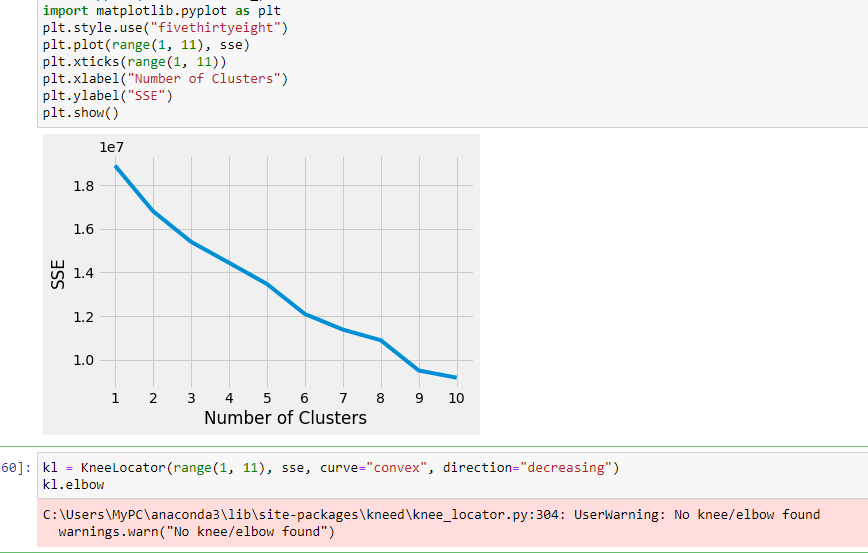 import matplotlib.pyplot as plt
plt.style.use("fivethirtyeight")
plt.plot(range(1, 11), sse)
plt.xticks(range(1, 11))
plt.xlabel("Number of Clusters")
plt.ylabel("SSE")
plt.show()
1e7
1.8
1.6
1.4
1.2
1.0
SSE
1 2 3 4 5 6 7 8 9 10
Number of Clusters
60]: kl = KneeLocator(range(1, 11), sse, curve="convex", direction="decreasing")
kl.elbow
C:\Users\MyPC\anaconda3\lib\site-packages\kneed\knee_locator.py:304: UserWarning: No knee/elbow found
warnings.warn("No knee/elbow found")